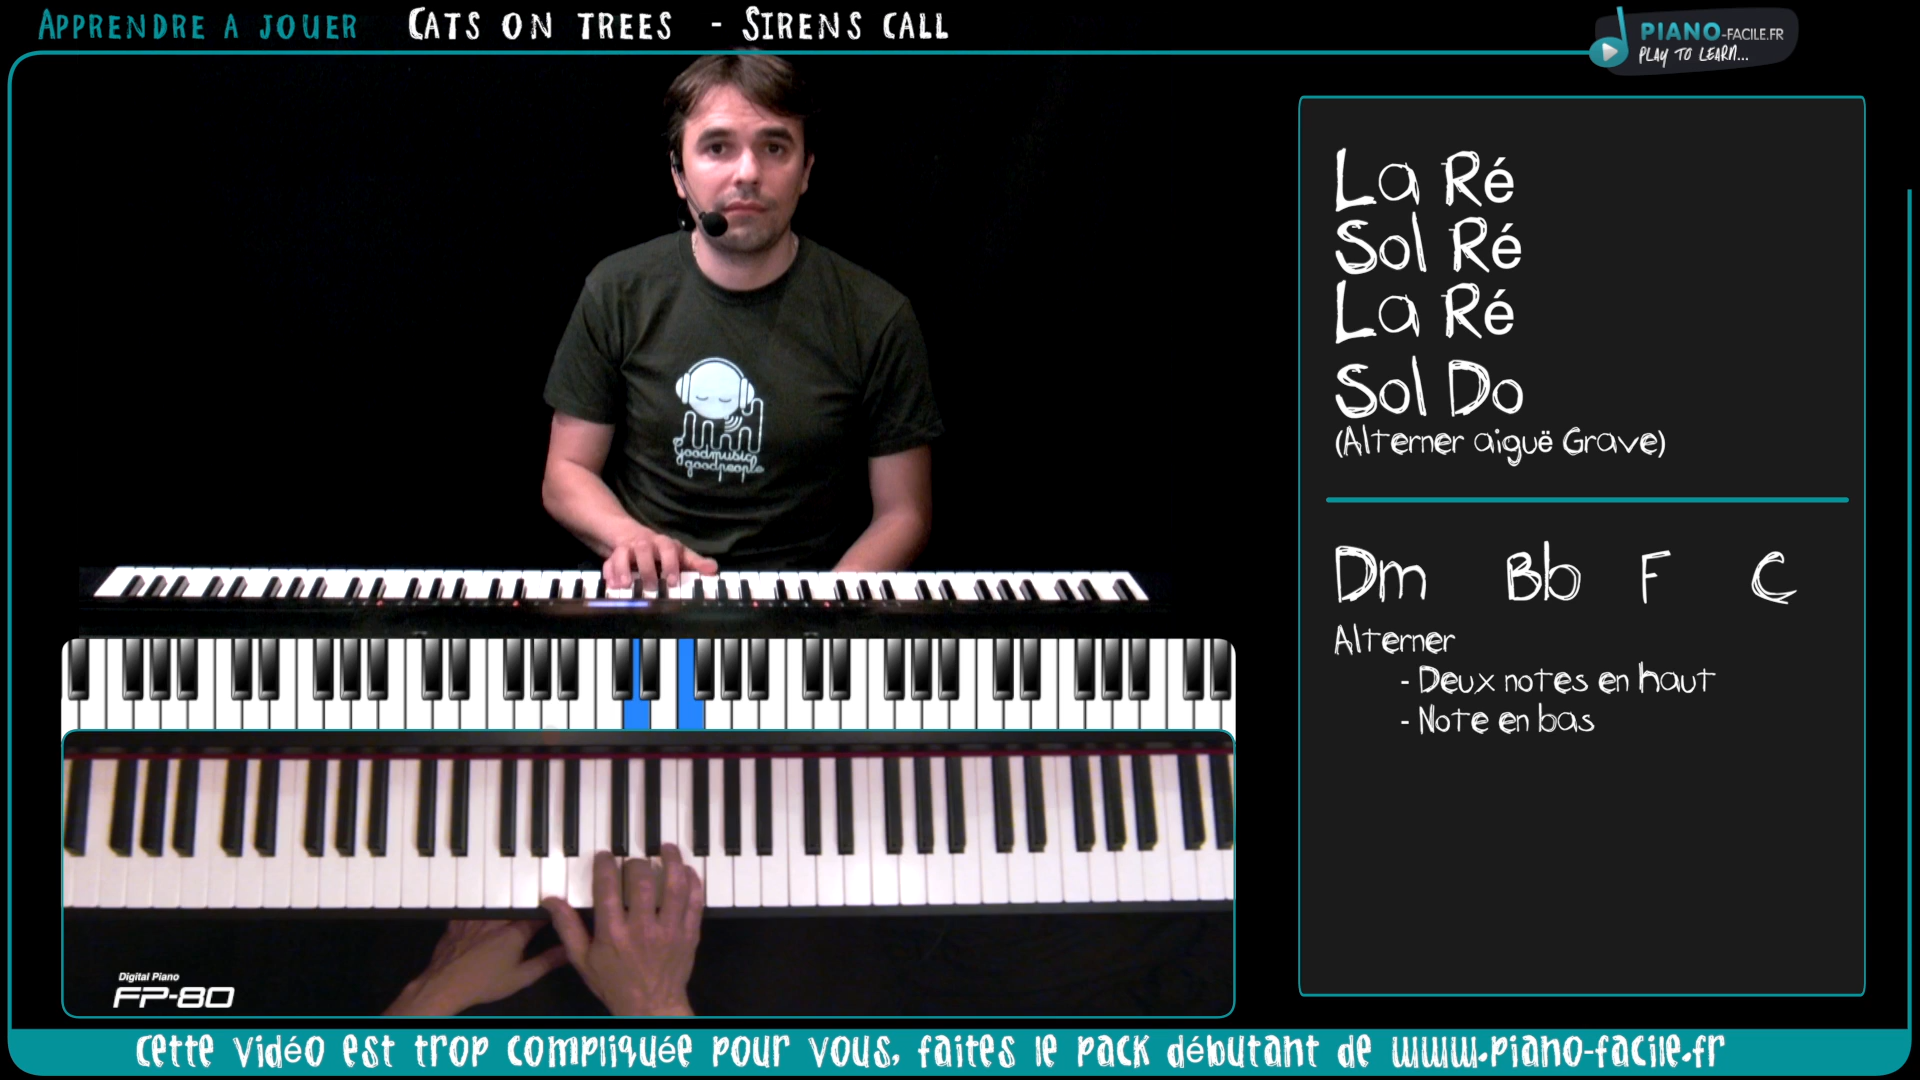 Apprendre a jouer Cats on trees - Sirens call
PIANO-FACILE.FR
PLAY TO LEARN...
La Ré
Sol Ré
La Ré
Sol Do
(Alterner aiguë Grave)
Dm Bb F C
Alterner
- Deux notes en haut
- Note en bas
Goodmusic
goodpeople
Digital Piano
FP-80
Cette vidéo est trop compliquée pour vous, faites le pack débutant de www.piano-facile.fr